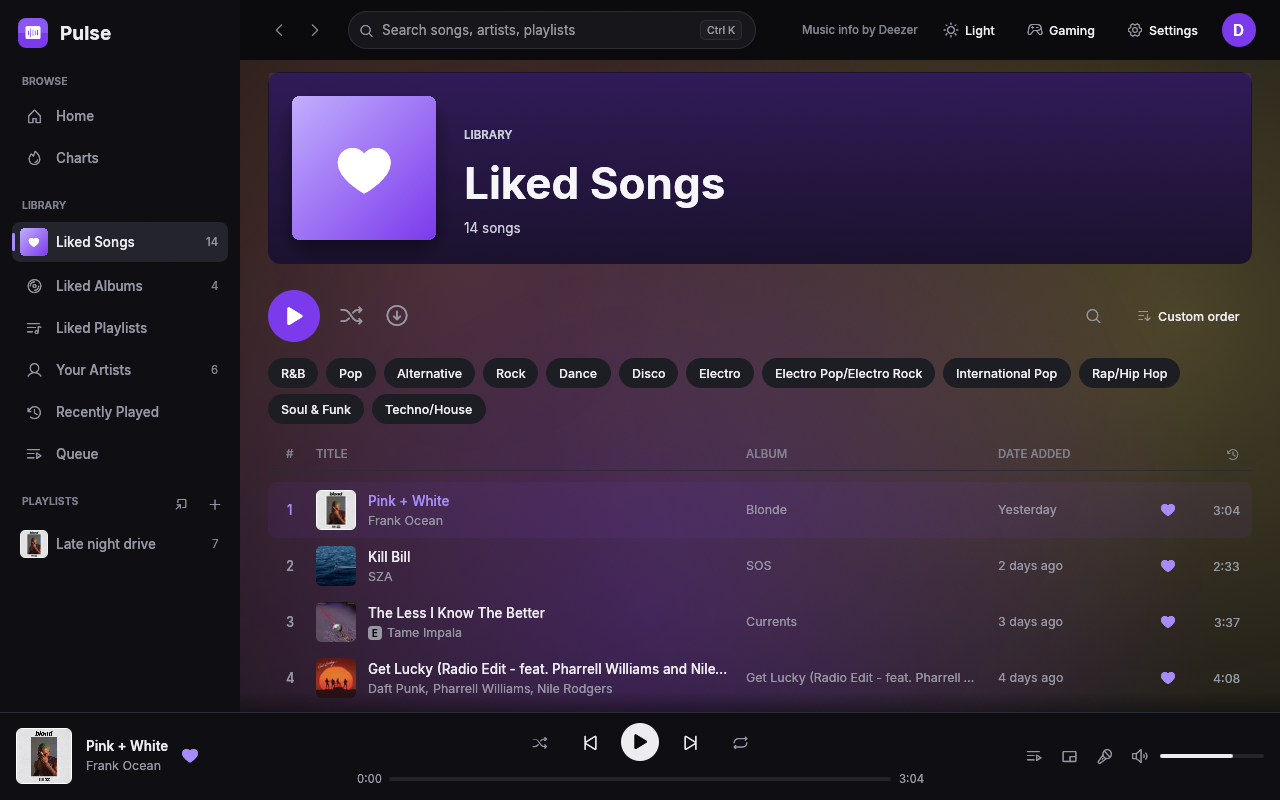 Pulse
BROWSE
Home
Charts
LIBRARY
Liked Songs 14
Liked Albums 4
Liked Playlists
Your Artists 6
Recently Played
Queue
PLAYLISTS
Late night drive 7
Search songs, artists, playlists Ctrl K
Music info by Deezer
Light
Gaming
Settings
D
LIBRARY
Liked Songs
14 songs
Custom order
R&B Pop Alternative Rock Dance Disco Electro Electro Pop/Electro Rock International Pop Rap/Hip Hop
Soul & Funk Techno/House
# TITLE ALBUM DATE ADDED
1 Pink + White Blonde Yesterday 3:04
Frank Ocean
2 Kill Bill SOS 2 days ago 2:33
SZA
3 The Less I Know The Better Currents 3 days ago 3:37
E Tame Impala
4 Get Lucky (Radio Edit - feat. Pharrell Williams and Nile... Get Lucky (Radio Edit - feat. Pharrell ... 4 days ago 4:08
Daft Punk, Pharrell Williams, Nile Rodgers
blond
Pink + White
Frank Ocean
0:00 3:04